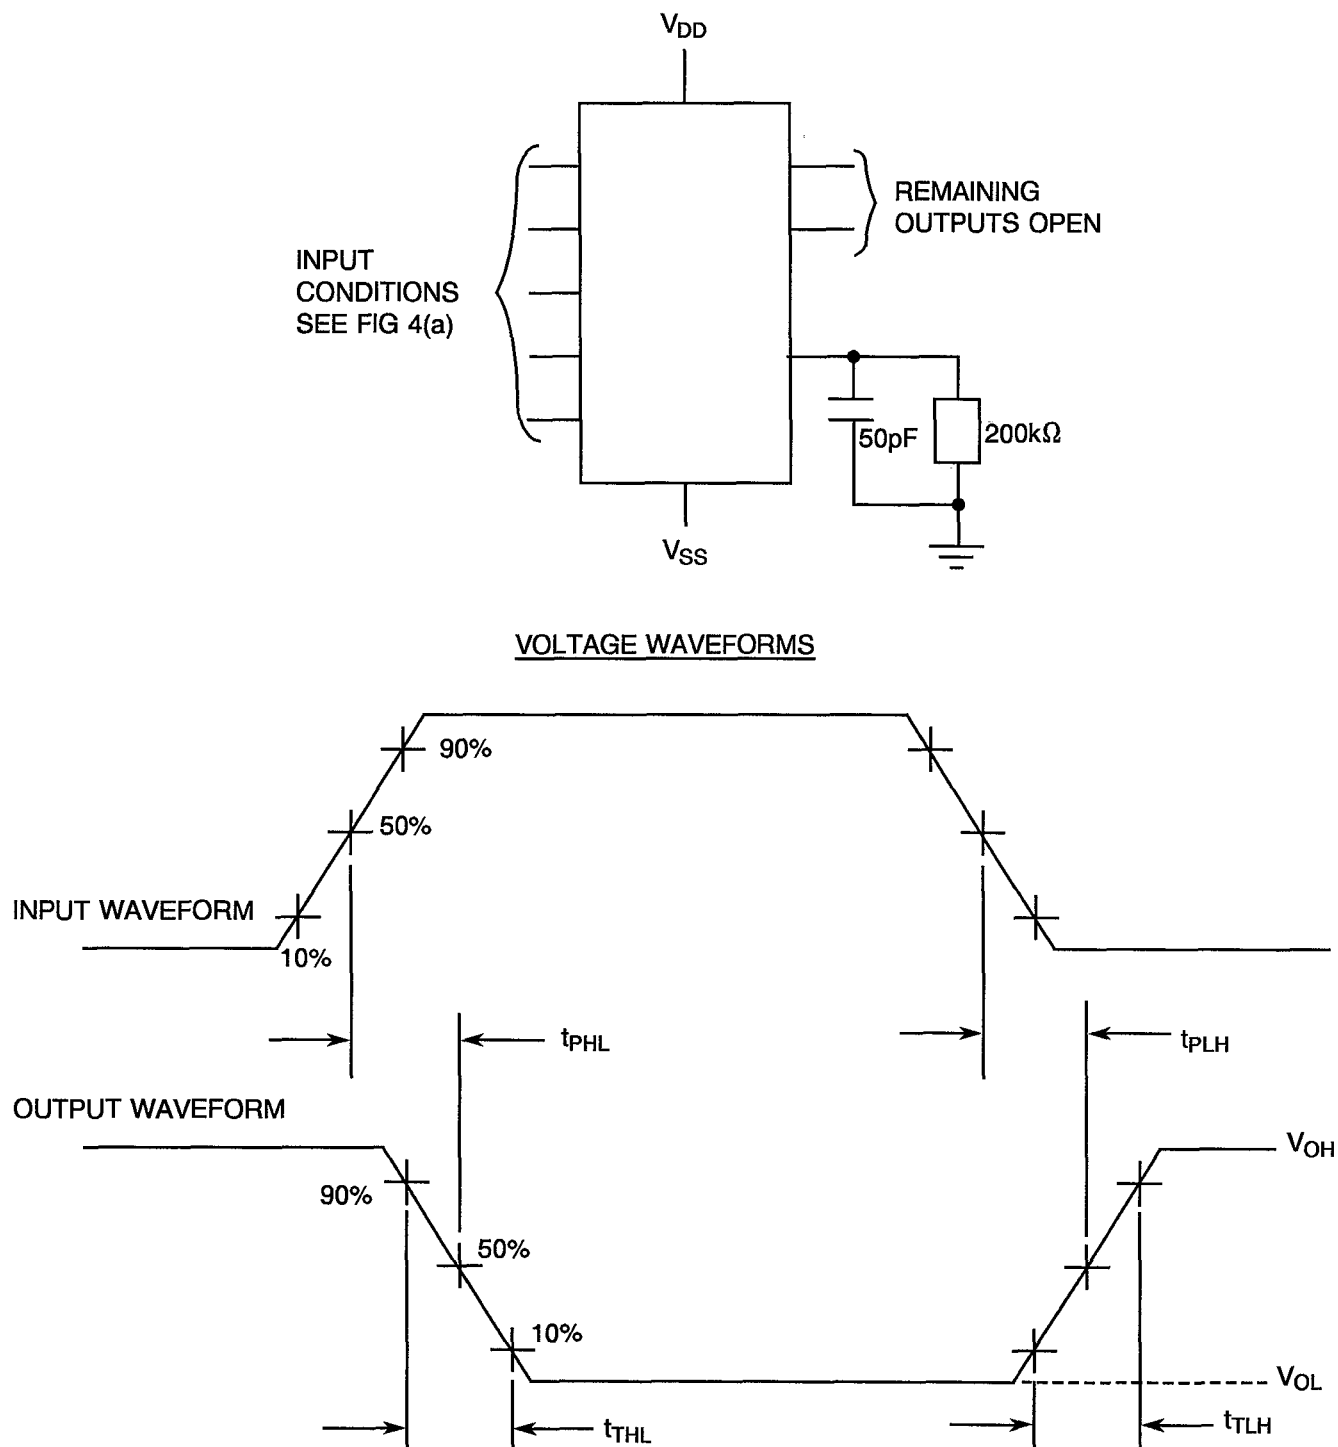 VDD
REMAINING
OUTPUTS OPEN
INPUT
CONDITIONS
SEE FIG 4(a)
50pF
200kΩ
VSS
VOLTAGE WAVEFORMS
90%
50%
INPUT WAVEFORM
10%
tPHL
tPLH
OUTPUT WAVEFORM
VOH
90%
50%
10%
VOL
tTHL
tTLH